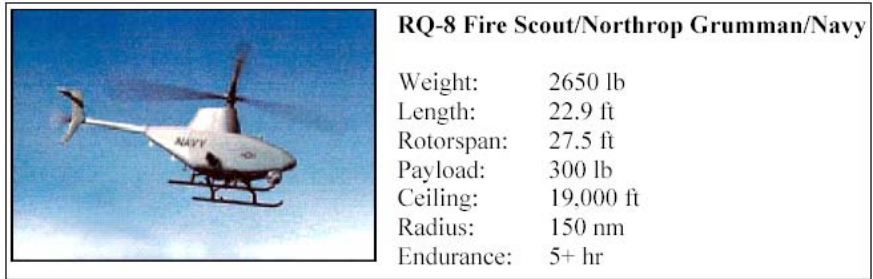 RQ-8 Fire Scout/Northrop Grumman/Navy
Weight: 2650 lb
Length: 22.9 ft
Rotorspan: 27.5 ft
Payload: 300 lb
Ceiling: 19,000 ft
Radius: 150 nm
Endurance: 5+ hr
NAVY